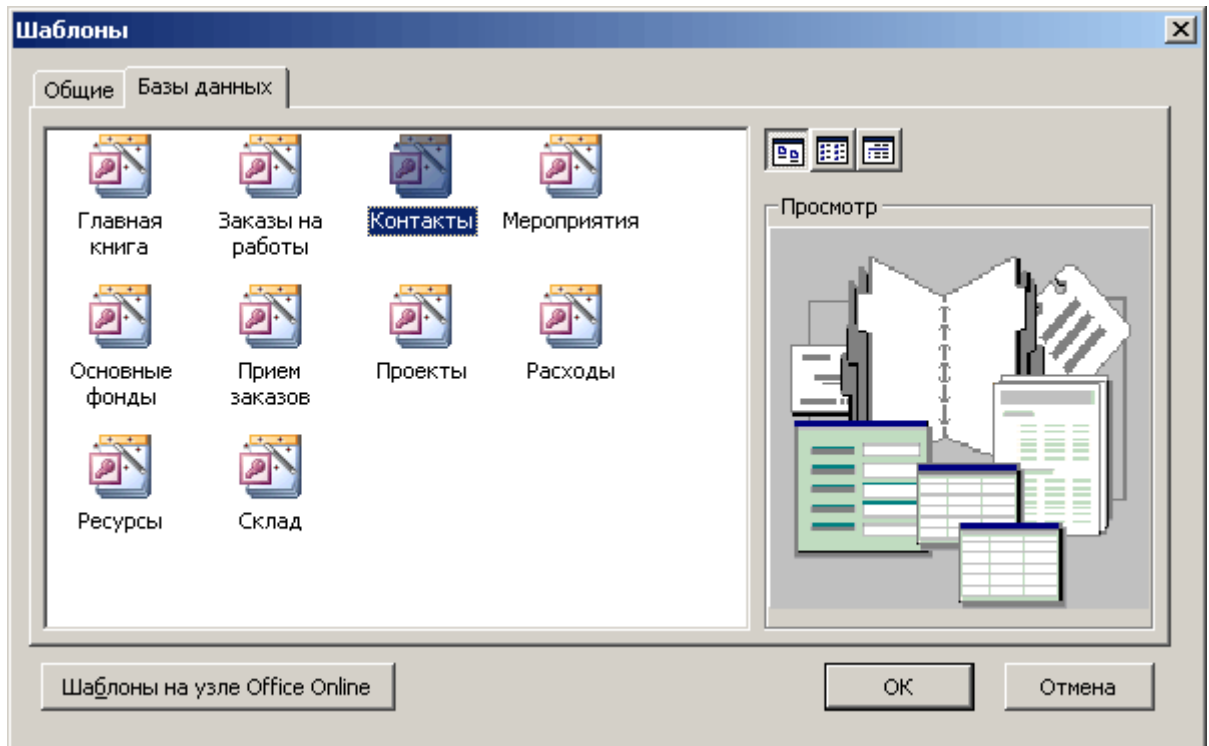 Шаблоны
Общие
Базы данных
Главная книга
Заказы на работы
Контакты
Мероприятия
Основные фонды
Прием заказов
Проекты
Расходы
Ресурсы
Склад
Просмотр
Шаблоны на узле Office Online
ОК
Отмена